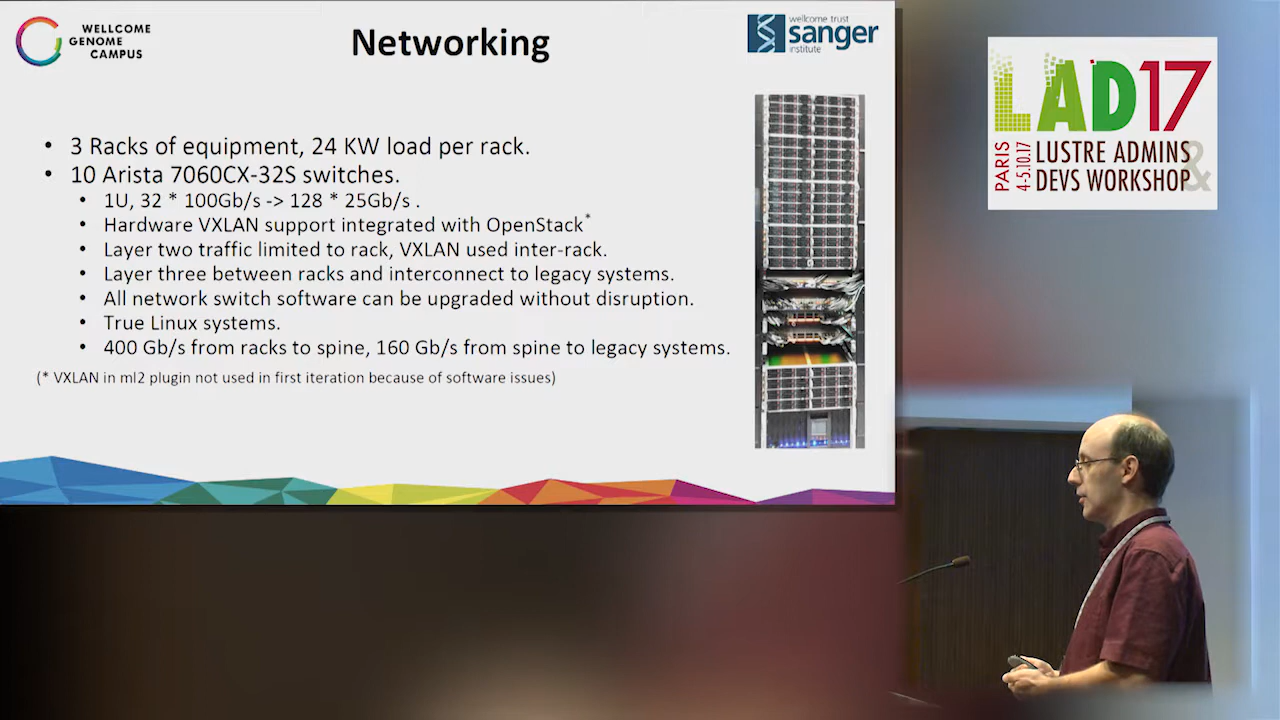 WELLCOME
GENOME
CAMPUS
Networking
wellcome trust
sanger
institute
• 3 Racks of equipment, 24 KW load per rack.
• 10 Arista 7060CX-32S switches.
• 1U, 32 * 100Gb/s -> 128 * 25Gb/s .
• Hardware VXLAN support integrated with OpenStack*
• Layer two traffic limited to rack, VXLAN used inter-rack.
• Layer three between racks and interconnect to legacy systems.
• All network switch software can be upgraded without disruption.
• True Linux systems.
• 400 Gb/s from racks to spine, 160 Gb/s from spine to legacy systems.
(* VXLAN in ml2 plugin not used in first iteration because of software issues)
LAD17
PARIS
4-5.10.17
LUSTRE ADMINS
& DEVS WORKSHOP